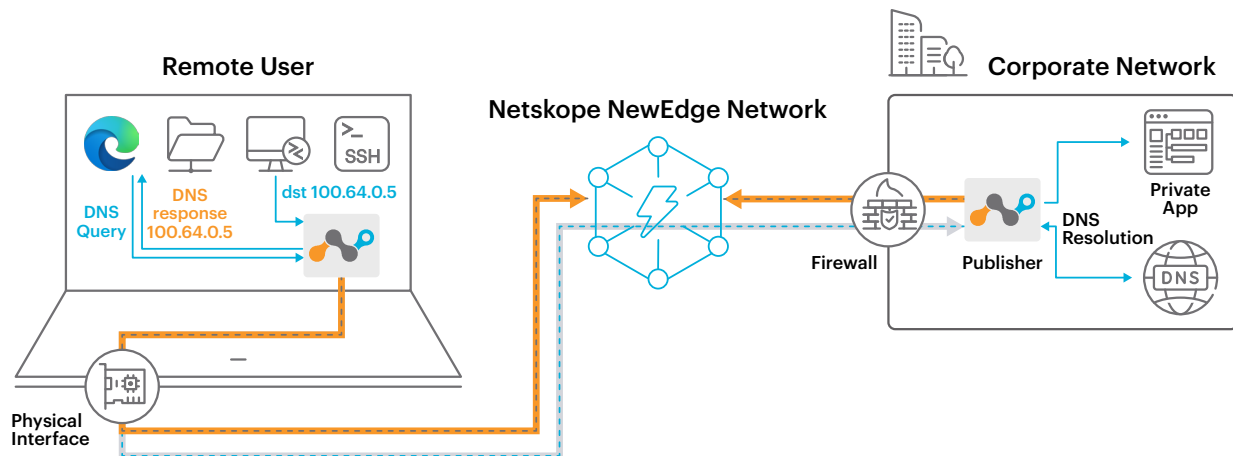 Remote User
Netskope NewEdge Network
Corporate Network
>_
SSH
DNS
Query
DNS
response
100.64.0.5
dst 100.64.0.5
Physical
Interface
Firewall
Publisher
DNS
Resolution
Private
App
DNS